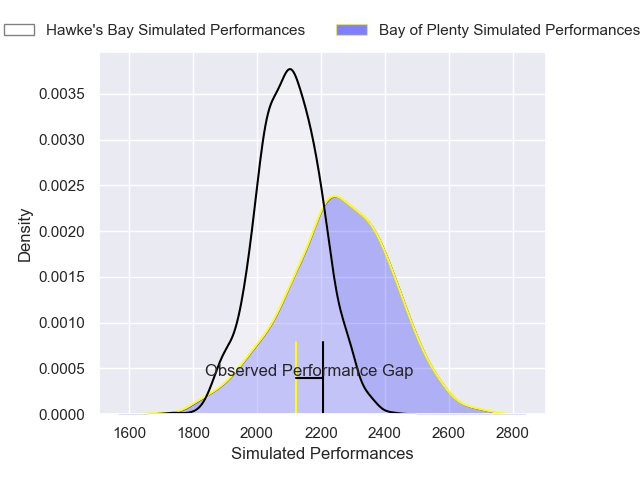 Hawke's Bay Simulated Performances Bay of Plenty Simulated Performances
0.0035
0.0030
0.0025
0.0020
0.0015
0.0010
0.0005
0.0000
Density
Observed Performance Gap
1600 1800 2000 2200 2400 2600 2800
Simulated Performances